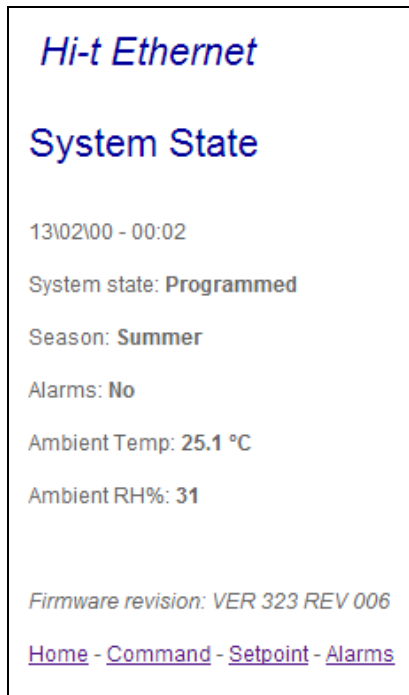 Hi-t Ethernet
System State
13\02\00 - 00:02
System state: Programmed
Season: Summer
Alarms: No
Ambient Temp: 25.1 °C
Ambient RH%: 31
Firmware revision: VER 323 REV 006
Home - Command - Setpoint - Alarms